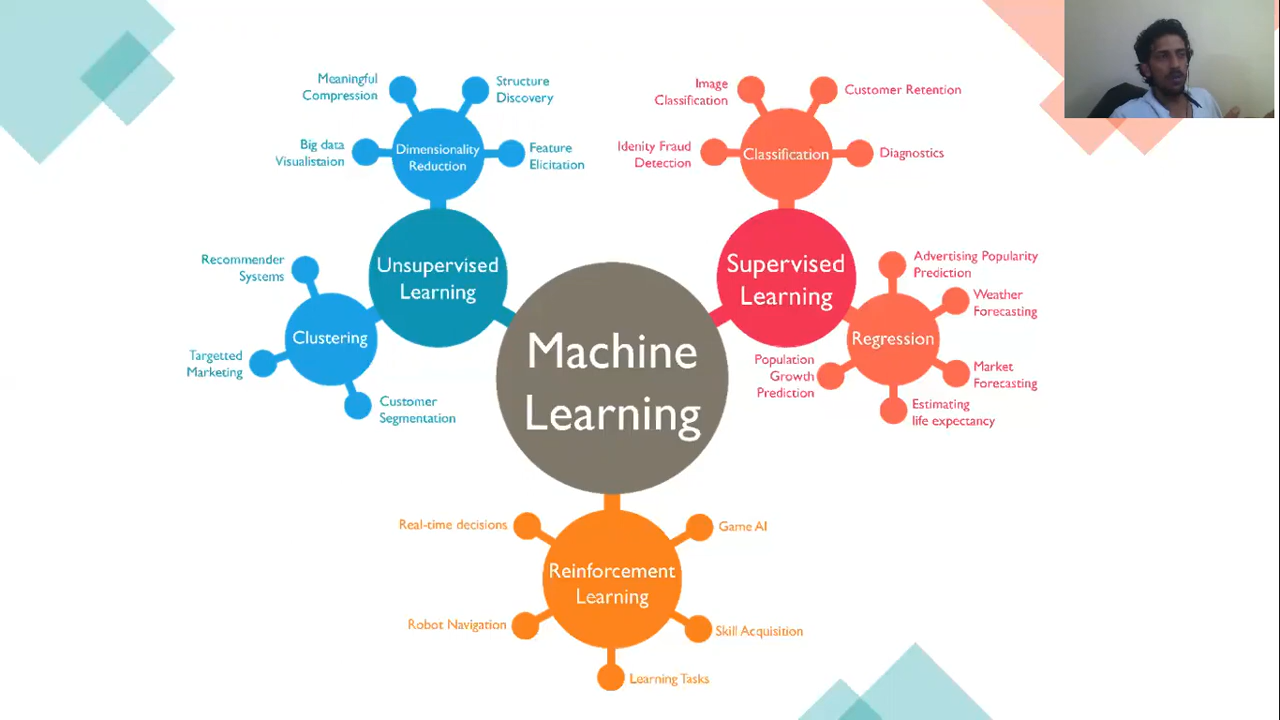 Meaningful
Compression
Structure
Discovery
Big data
Visualistaion
Dimensionality
Reduction
Feature
Elicitation
Image
Classification
Customer Retention
Idenity Fraud
Detection
Classification
Diagnostics
Recommender
Systems
Unsupervised
Learning
Clustering
Targetted
Marketing
Customer
Segmentation
Machine
Learning
Supervised
Learning
Advertising Popularity
Prediction
Weather
Forecasting
Regression
Population
Growth
Prediction
Market
Forecasting
Estimating
life expectancy
Real-time decisions
Game AI
Reinforcement
Learning
Robot Navigation
Skill Acquisition
Learning Tasks